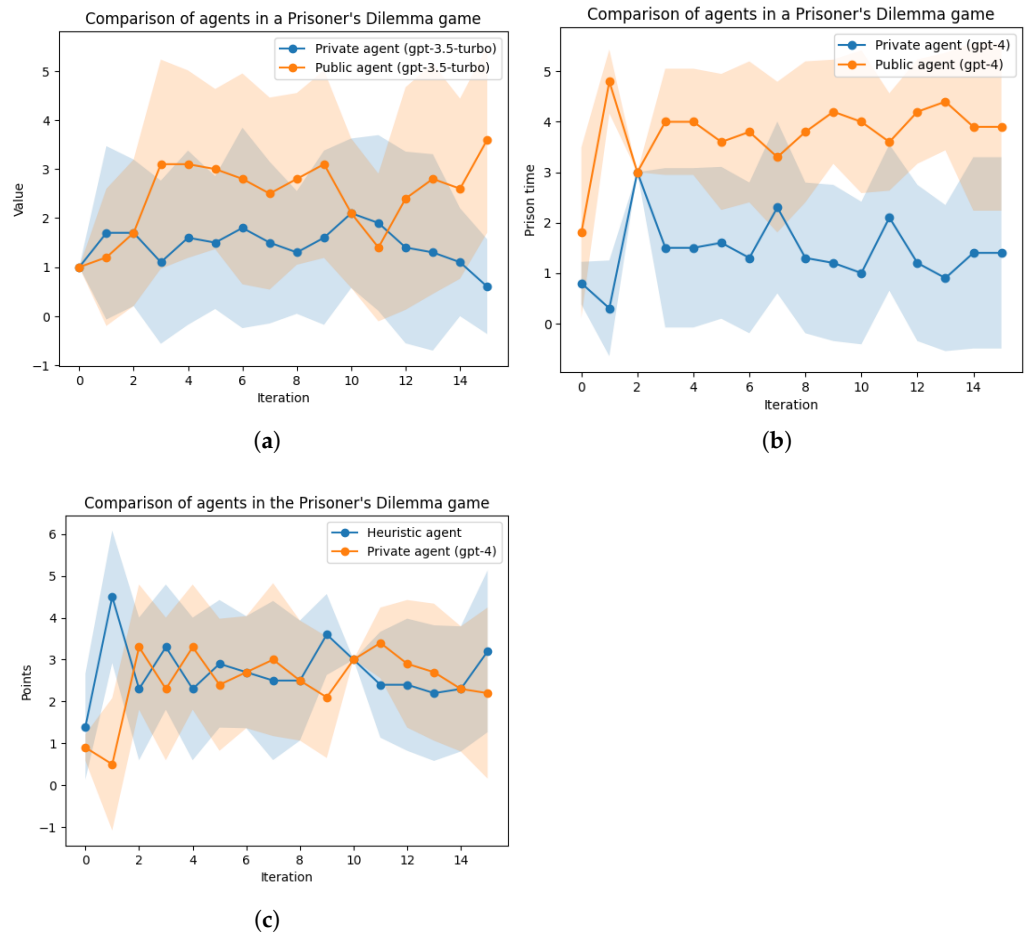 Comparison of agents in a Prisoner's Dilemma game
Private agent (gpt-3.5-turbo)
Public agent (gpt-3.5-turbo)
Value
5
4
3
2
1
0
−1
0 2 4 6 8 10 12 14
Iteration
(a)
Comparison of agents in a Prisoner's Dilemma game
Private agent (gpt-4)
Public agent (gpt-4)
Prison time
5
4
3
2
1
0
0 2 4 6 8 10 12 14
Iteration
(b)
Comparison of agents in the Prisoner's Dilemma game
Heuristic agent
Private agent (gpt-4)
Points
6
5
4
3
2
1
0
−1
0 2 4 6 8 10 12 14
Iteration
(c)